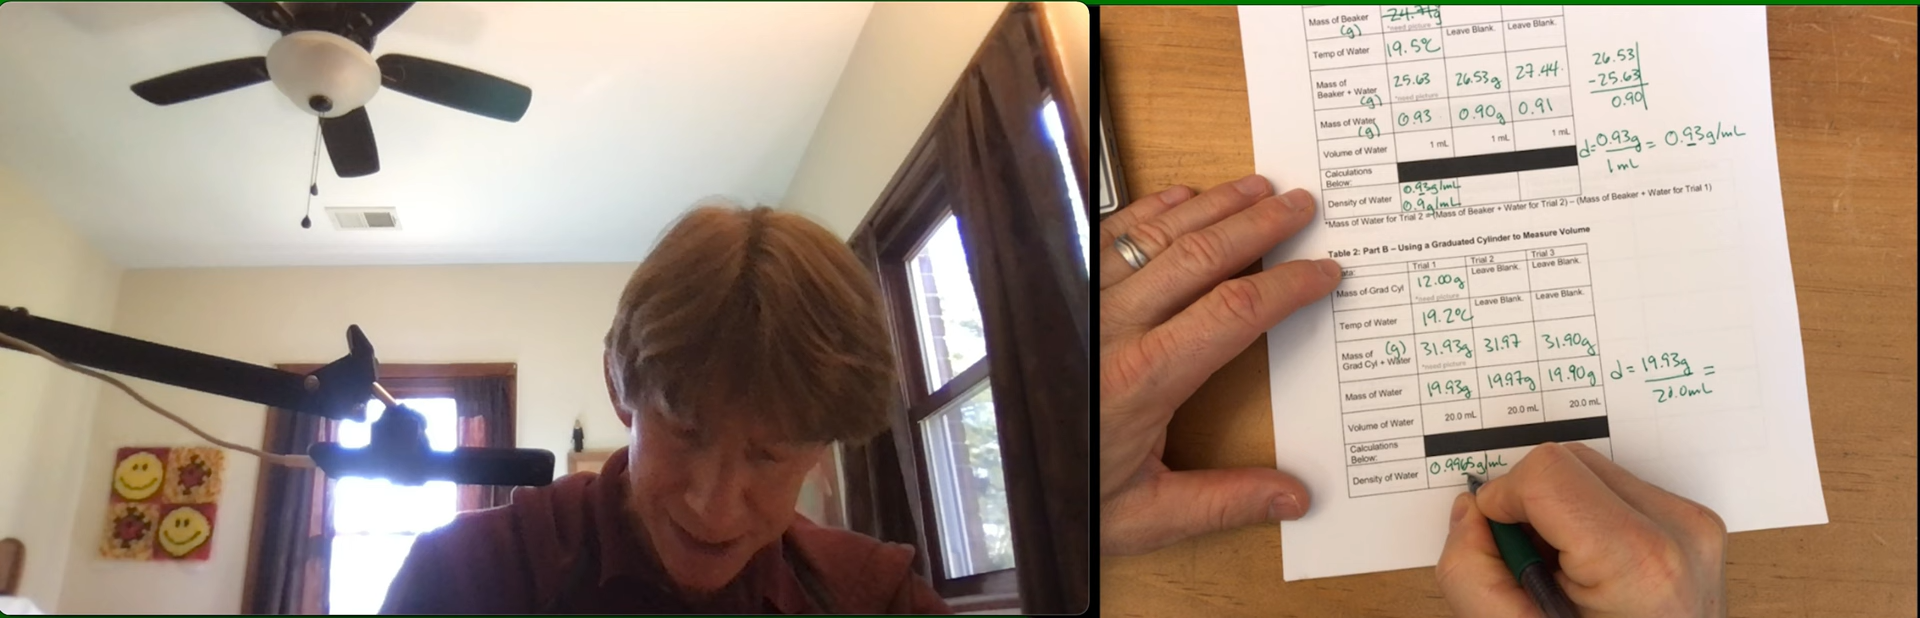 Mass of Beaker
(g)
24.71g
*need picture
Leave Blank.
Leave Blank.
Temp of Water
19.5°C
Mass of
Beaker + Water
(g)
25.63
*need picture
26.53g
27.44
Mass of Water
(g)
0.93
0.90g
0.91
Volume of Water
1 mL
1 mL
1 mL
Calculations
Below:
Density of Water
0.93g/mL
0.9g/mL
*Mass of Water for Trial 2 = (Mass of Beaker + Water for Trial 2) – (Mass of Beaker + Water for Trial 1)
26.53
-25.63
0.90
d=0.93g = 0.93g/mL
1mL
Table 2: Part B – Using a Graduated Cylinder to Measure Volume
Trial 1
Trial 2
Trial 3
Mass of Grad Cyl
12.00g
*need picture
Leave Blank.
Leave Blank.
Temp of Water
19.2°C
Leave Blank.
Leave Blank.
Mass of (g)
Grad Cyl + Water
31.93g
*need picture
31.97
31.90g
Mass of Water
19.93g
19.97g
19.90g
Volume of Water
20.0 mL
20.0 mL
20.0 mL
Calculations
Below:
Density of Water
0.9965g/mL
d = 19.93g =
20.0mL